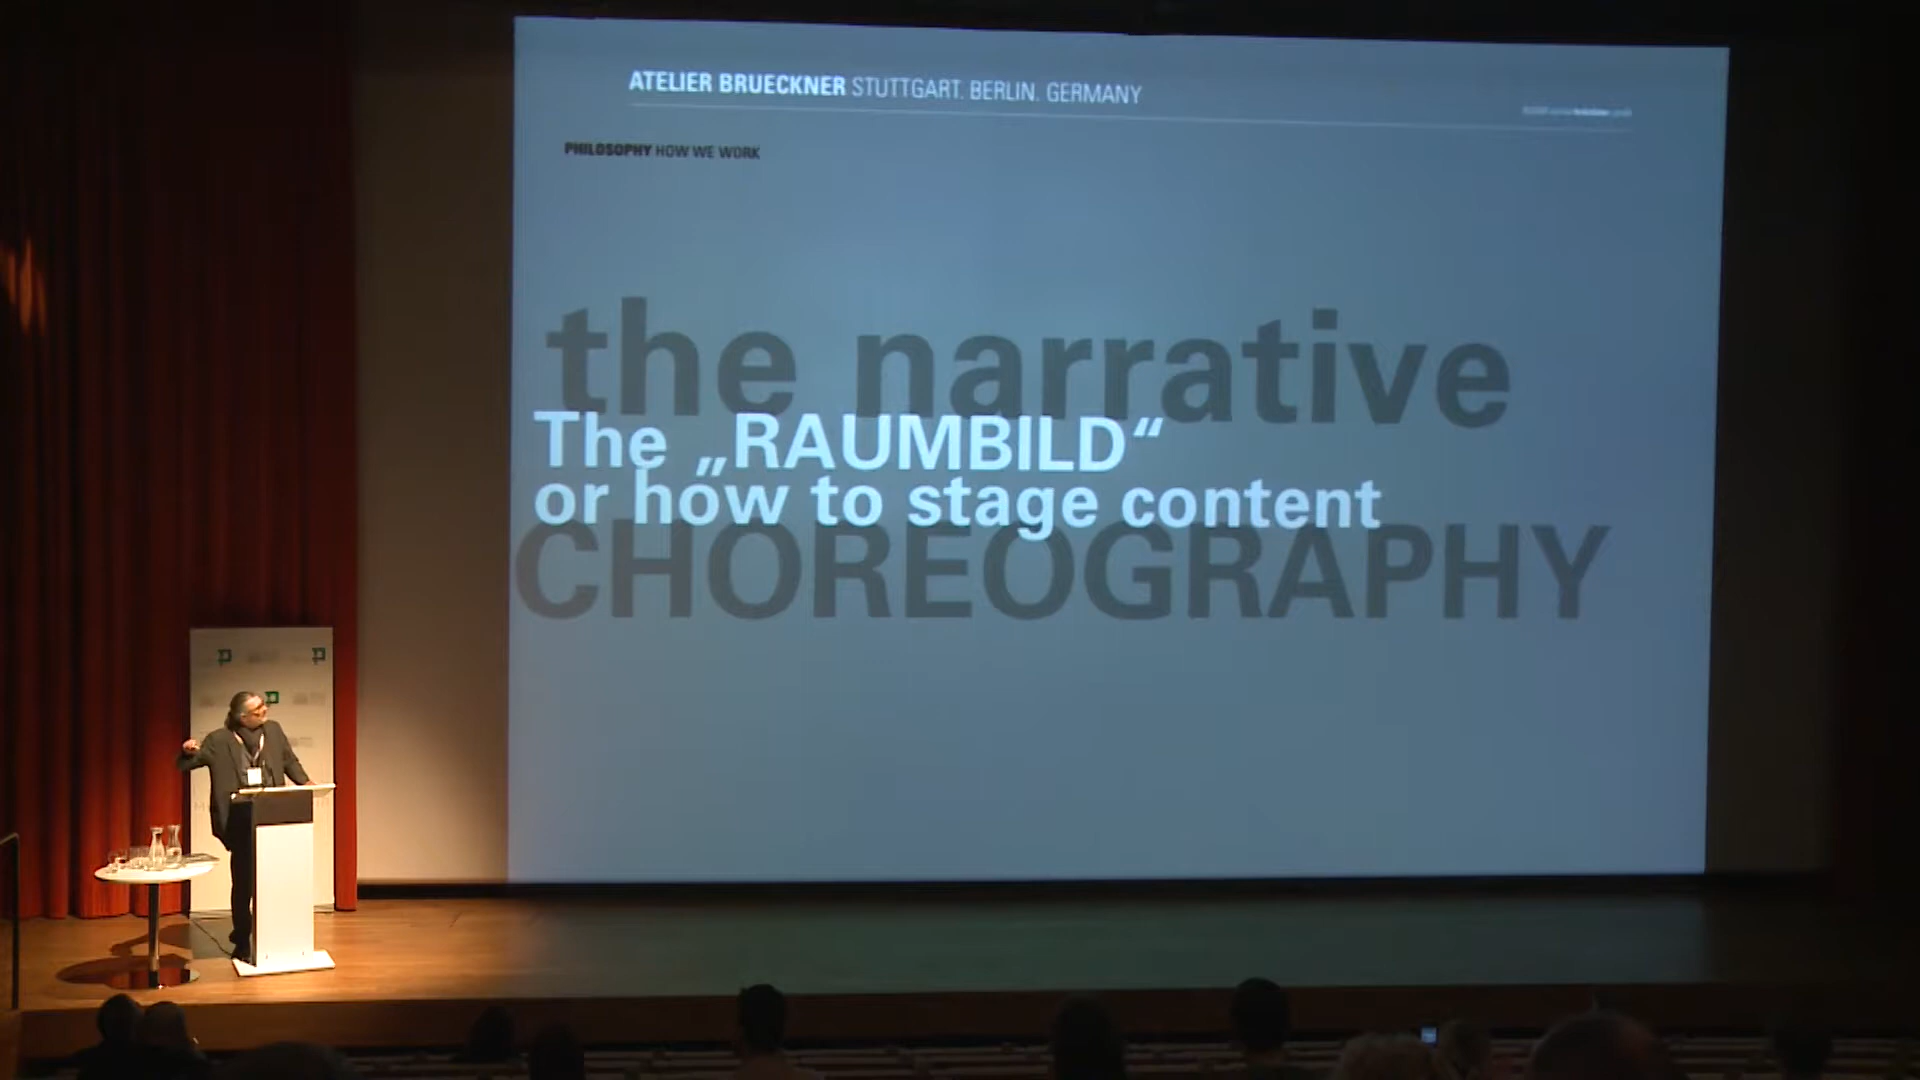 ATELIER BRUECKNER STUTTGART. BERLIN. GERMANY
PHILOSOPHY HOW WE WORK
the narrative
The „RAUMBILD“
or how to stage content
CHOREOGRAPHY